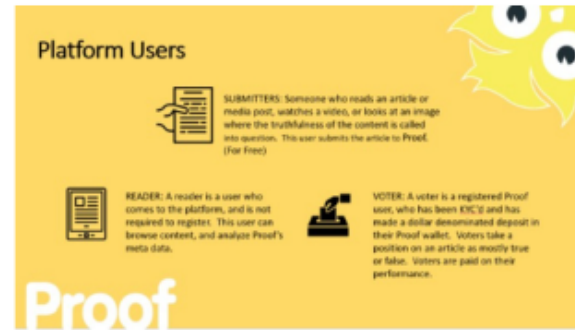 Platform Users
SUBMITTERS: Someone who reads an article or
media post, watches a video, or looks at an image
where the truthfulness of the content is called
into question. This user submits the article to Proof.
(For Free)
READER: A reader is a user who
comes to the platform, and is not
required to register. This user can
browse content, and analyze Proof's
meta data.
VOTER: A voter is a registered Proof
user, who has been KYC'd and has
made a dollar denominated deposit in
their Proof wallet. Voters take a
position on an article as mostly true
or false. Voters are paid on their
performance.
Proof